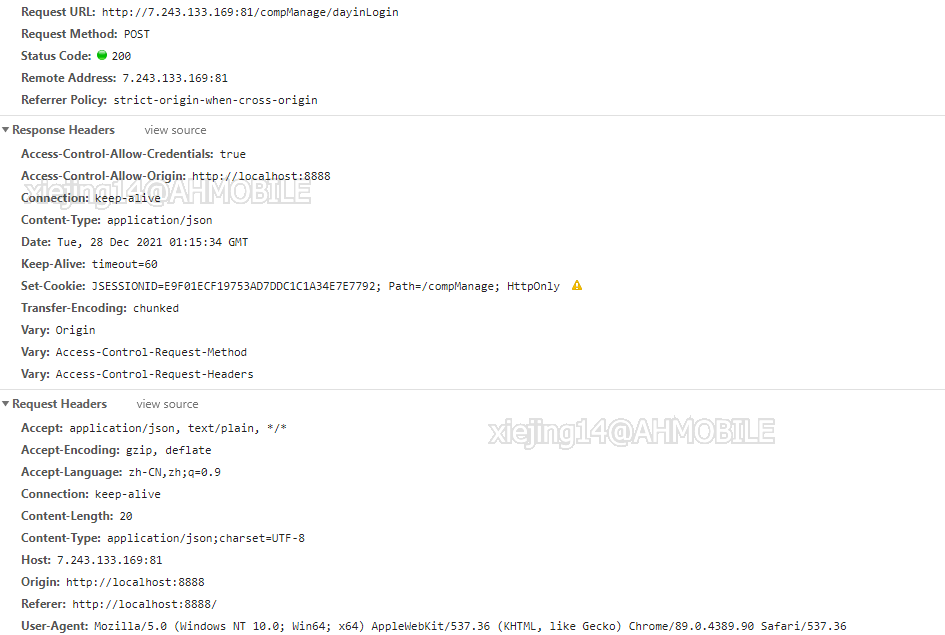 Request URL: http://7.243.133.169:81/compManage/dayinLogin
Request Method: POST
Status Code: 200
Remote Address: 7.243.133.169:81
Referrer Policy: strict-origin-when-cross-origin
Response Headers view source
Access-Control-Allow-Credentials: true
Access-Control-Allow-Origin: http://localhost:8888
xiejing14@AHMOBILE
Connection: keep-alive
Content-Type: application/json
Date: Tue, 28 Dec 2021 01:15:34 GMT
Keep-Alive: timeout=60
Set-Cookie: JSESSIONID=E9F01ECF19753AD7DDC1C1A34E7E7792; Path=/compManage; HttpOnly
Transfer-Encoding: chunked
Vary: Origin
Vary: Access-Control-Request-Method
Vary: Access-Control-Request-Headers
Request Headers view source
Accept: application/json, text/plain, */*
xiejing14@AHMOBILE
Accept-Encoding: gzip, deflate
Accept-Language: zh-CN,zh;q=0.9
Connection: keep-alive
Content-Length: 20
Content-Type: application/json;charset=UTF-8
Host: 7.243.133.169:81
Origin: http://localhost:8888
Referer: http://localhost:8888/
User-Agent: Mozilla/5.0 (Windows NT 10.0; Win64; x64) AppleWebKit/537.36 (KHTML, like Gecko) Chrome/89.0.4389.90 Safari/537.36